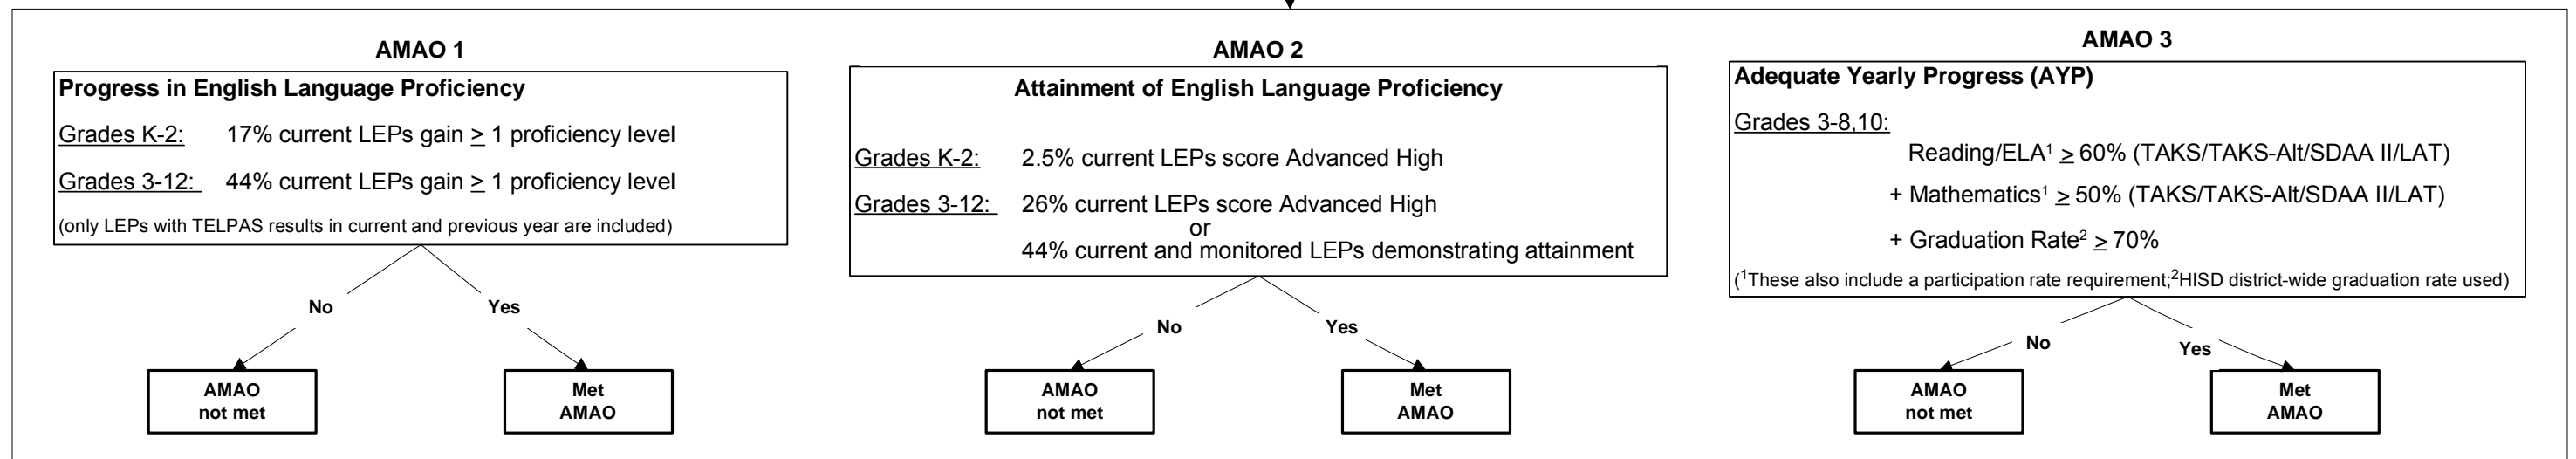 AMAO 1
Progress in English Language Proficiency
Grades K-2: 17% current LEPs gain ≥ 1 proficiency level
Grades 3-12: 44% current LEPs gain ≥ 1 proficiency level
(only LEPs with TELPAS results in current and previous year are included)
No
Yes
AMAO
not met
Met
AMAO
AMAO 2
Attainment of English Language Proficiency
Grades K-2: 2.5% current LEPs score Advanced High
Grades 3-12: 26% current LEPs score Advanced High
or
44% current and monitored LEPs demonstrating attainment
No
Yes
AMAO
not met
Met
AMAO
AMAO 3
Adequate Yearly Progress (AYP)
Grades 3-8,10:
Reading/ELA¹ ≥ 60% (TAKS/TAKS-Alt/SDAA II/LAT)
+ Mathematics¹ ≥ 50% (TAKS/TAKS-Alt/SDAA II/LAT)
+ Graduation Rate² ≥ 70%
(¹These also include a participation rate requirement;²HISD district-wide graduation rate used)
No
Yes
AMAO
not met
Met
AMAO